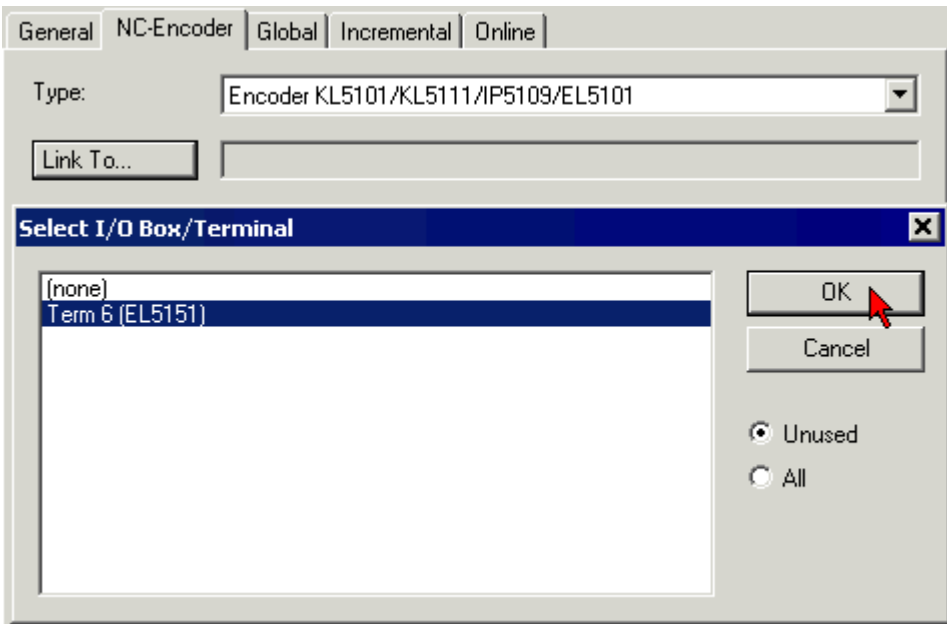 General NC-Encoder Global Incremental Online
Type: Encoder KL5101/KL5111/IP5109/EL5101
Link To...
Select I/O Box/Terminal
(none)
Term 6 (EL5151)
OK
Cancel
Unused
All